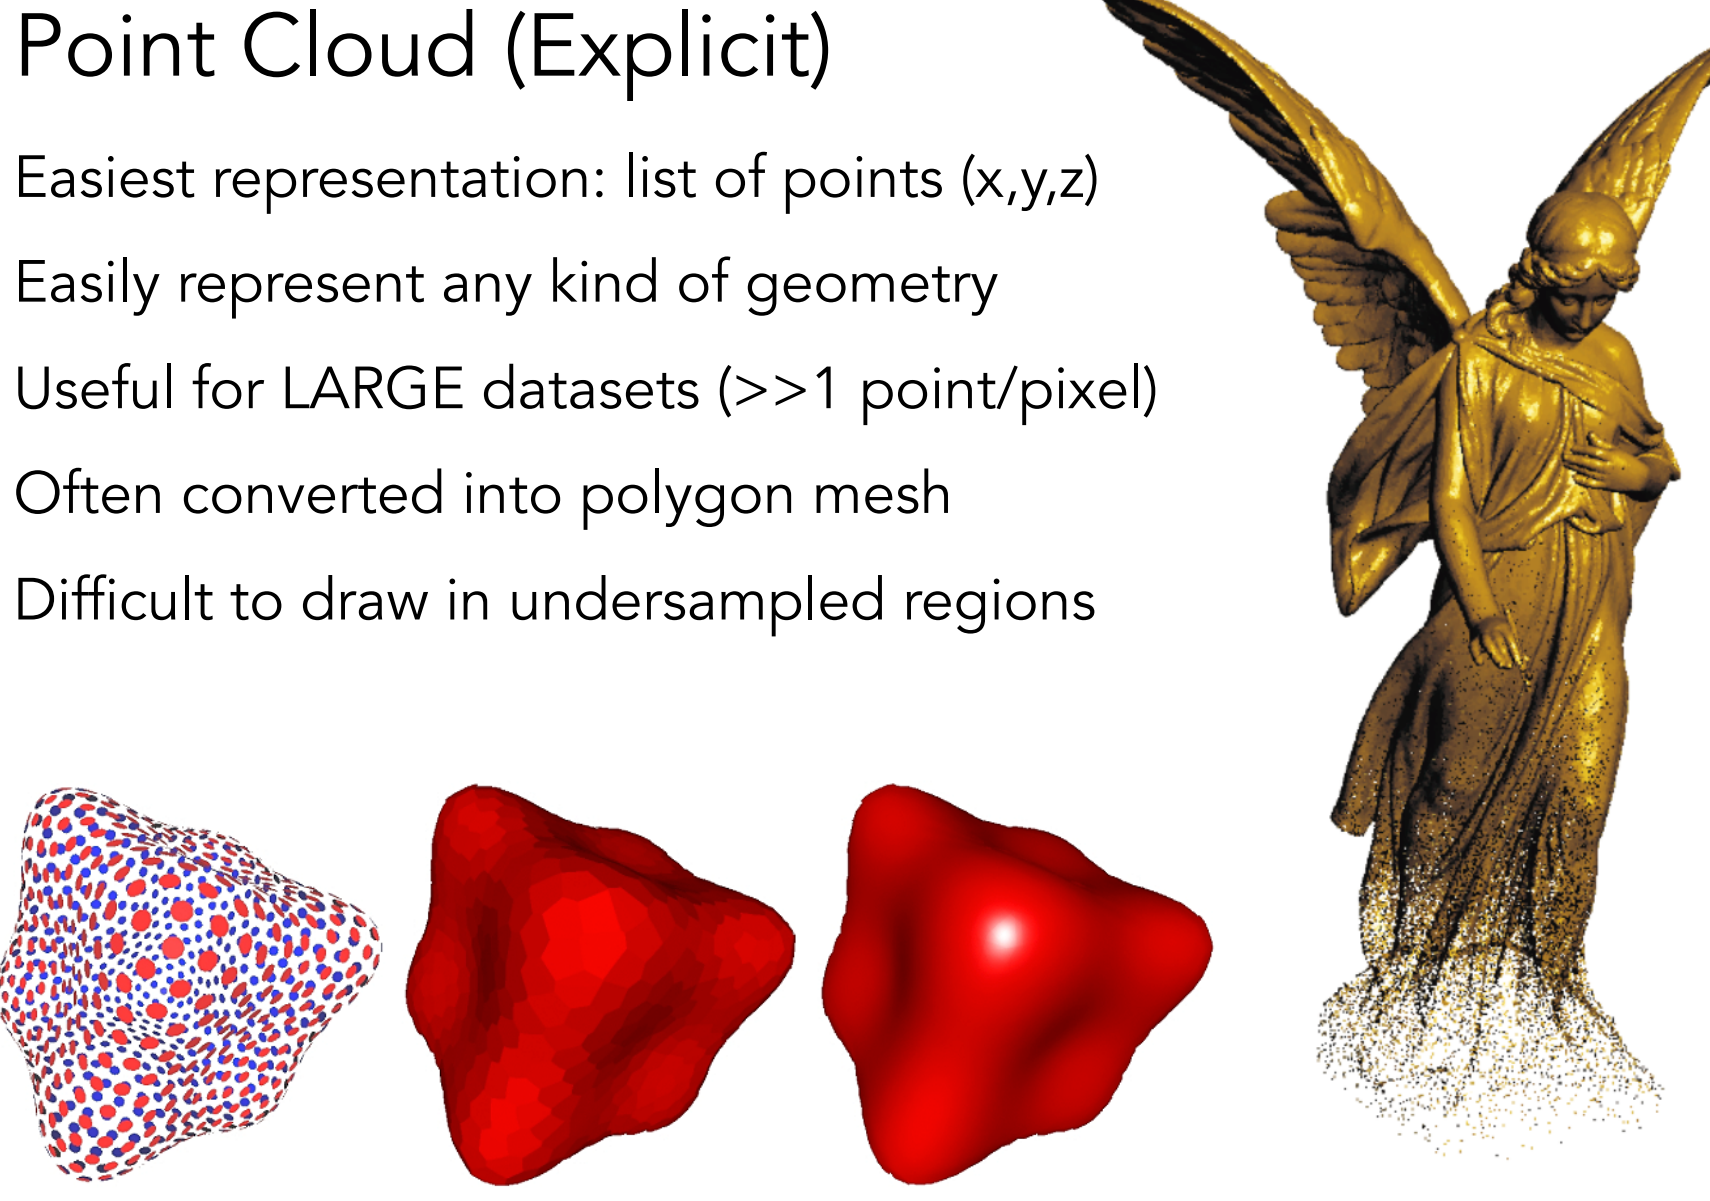 Point Cloud (Explicit)
Easiest representation: list of points (x,y,z)
Easily represent any kind of geometry
Useful for LARGE datasets (>>1 point/pixel)
Often converted into polygon mesh
Difficult to draw in undersampled regions